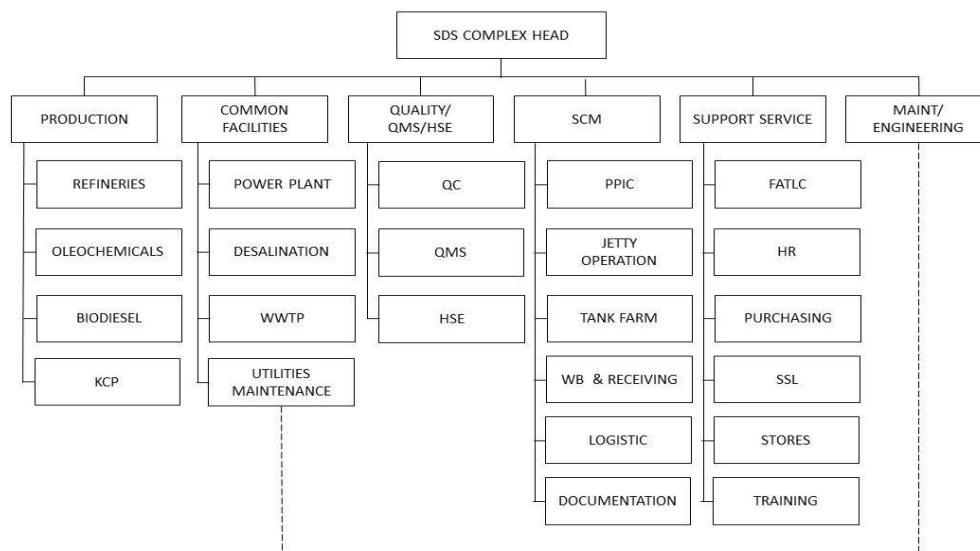 SDS COMPLEX HEAD
PRODUCTION
REFINERIES
OLEOCHEMICALS
BIODIESEL
KCP
COMMON
FACILITIES
POWER PLANT
DESALINATION
WWTP
UTILITIES
MAINTENANCE
QUALITY/
QMS/HSE
QC
QMS
HSE
SCM
PPIC
JETTY
OPERATION
TANK FARM
WB & RECEIVING
LOGISTIC
DOCUMENTATION
SUPPORT SERVICE
FATLC
HR
PURCHASING
SSL
STORES
TRAINING
MAINT/
ENGINEERING